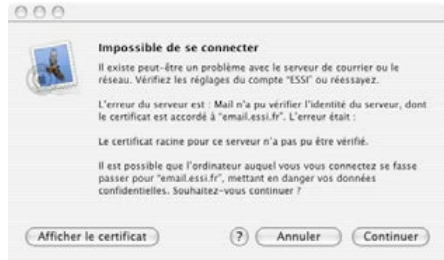 Impossible de se connecter
Il existe peut-être un problème avec le serveur de courrier ou le
réseau. Vérifiez les réglages du compte "ESSI" ou réessayez.
L'erreur du serveur est : Mail n'a pu vérifier l'identité du serveur, dont
le certificat est accordé à "email.essi.fr". L'erreur était :
Le certificat racine pour ce serveur n'a pas pu être vérifié.
Il est possible que l'ordinateur auquel vous vous connectez se fasse
passer pour "email.essi.fr", mettant en danger vos données
confidentielles. Souhaitez-vous continuer ?
Afficher le certificat ? Annuler Continuer